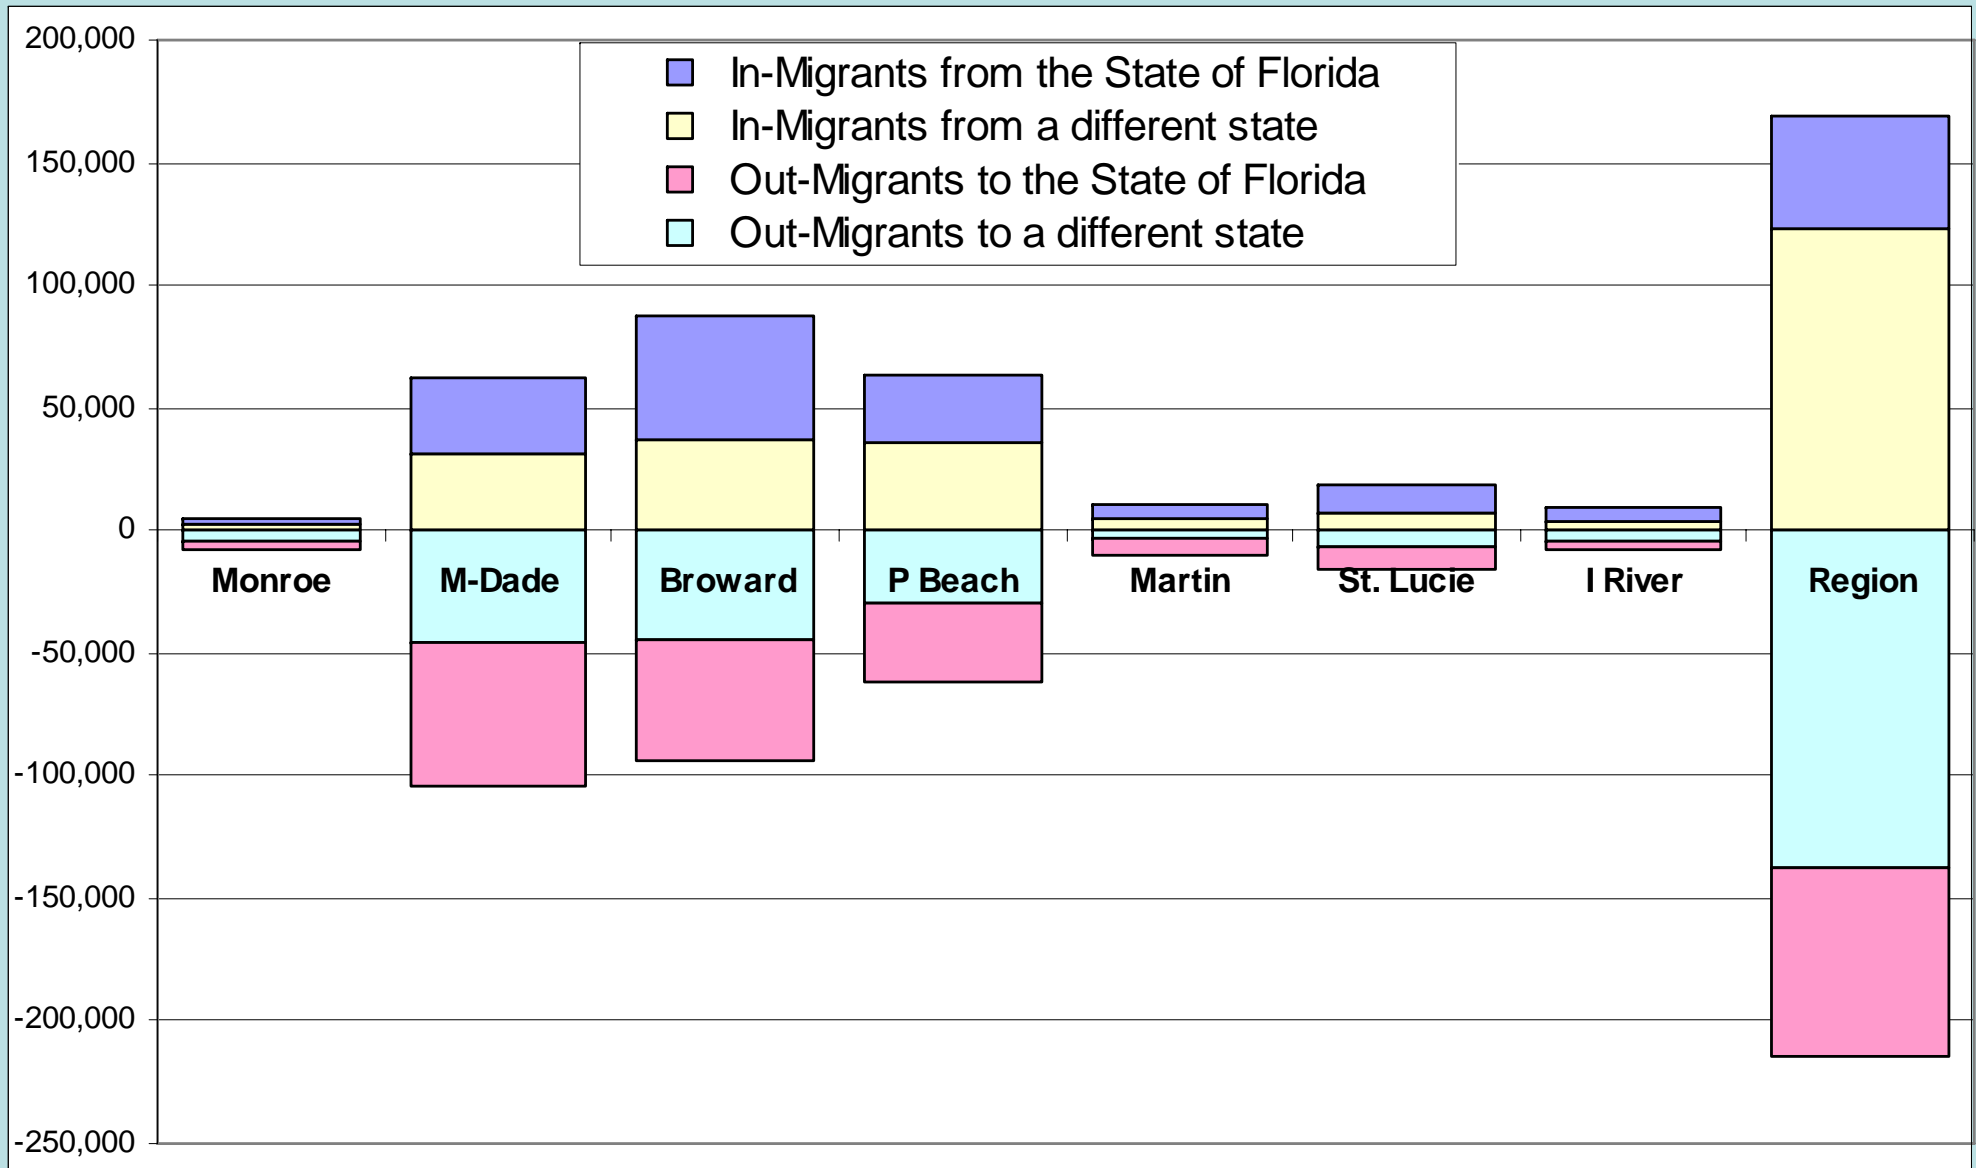 200,000
150,000
100,000
50,000
0
-50,000
-100,000
-150,000
-200,000
-250,000
In-Migrants from the State of Florida
In-Migrants from a different state
Out-Migrants to the State of Florida
Out-Migrants to a different state
Monroe
M-Dade
Broward
P Beach
Martin
St. Lucie
I River
Region